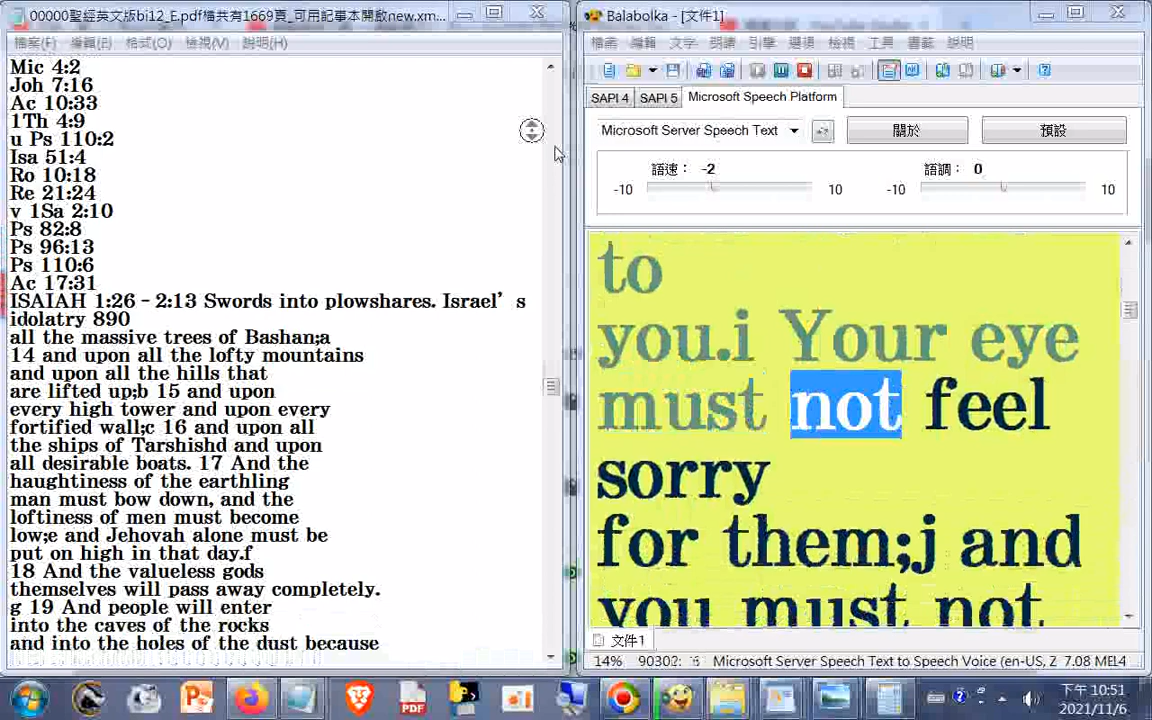 00000聖經英文版bi12_E.pdf檔共有1669頁_可用記事本開啟new.xm...
檔案(F) 編輯(E) 格式(O) 檢視(V) 說明(H)
Mic 4:2
Joh 7:16
Ac 10:33
1Th 4:9
u Ps 110:2
Isa 51:4
Ro 10:18
Re 21:24
v 1Sa 2:10
Ps 82:8
Ps 96:13
Ps 110:6
Ac 17:31
ISAIAH 1:26 - 2:13 Swords into plowshares. Israel’s
idolatry 890
all the massive trees of Bashan;a
14 and upon all the lofty mountains
and upon all the hills that
are lifted up;b 15 and upon
every high tower and upon every
fortified wall;c 16 and upon all
the ships of Tarshishd and upon
all desirable boats. 17 And the
haughtiness of the earthling
man must bow down, and the
loftiness of men must become
low;e and Jehovah alone must be
put on high in that day.f
18 And the valueless gods
themselves will pass away completely.
g 19 And people will enter
into the caves of the rocks
and into the holes of the dust because
Balabolka - [文件1]
檔案 編輯 文字 朗讀 引擎 選項 檢視 工具 書籤 說明
SAPI 4 SAPI 5 Microsoft Speech Platform
Microsoft Server Speech Text 關於 預設
語速： -2 語調： 0
-10 10 -10 10
to
you.i Your eye
must not feel
sorry
for them;j and
you must not
文件1
14% Microsoft Server Speech Text to Speech Voice (en-US, Z
PDF
下午 10:51
2021/11/6